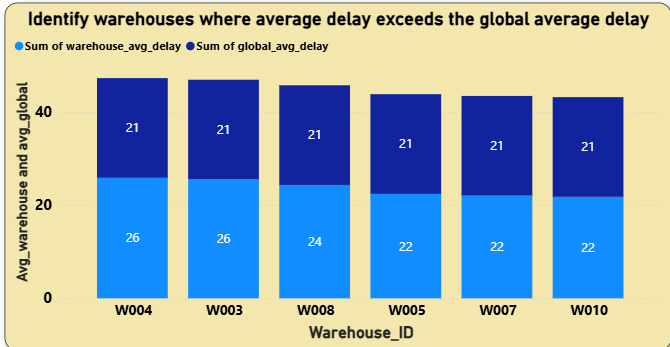 Identify warehouses where average delay exceeds the global average delay
Sum of warehouse_avg_delay Sum of global_avg_delay
Avg_warehouse and avg_global
40
20
0
21 21 21 21 21 21
26 26 24 22 22 22
W004 W003 W008 W005 W007 W010
Warehouse_ID